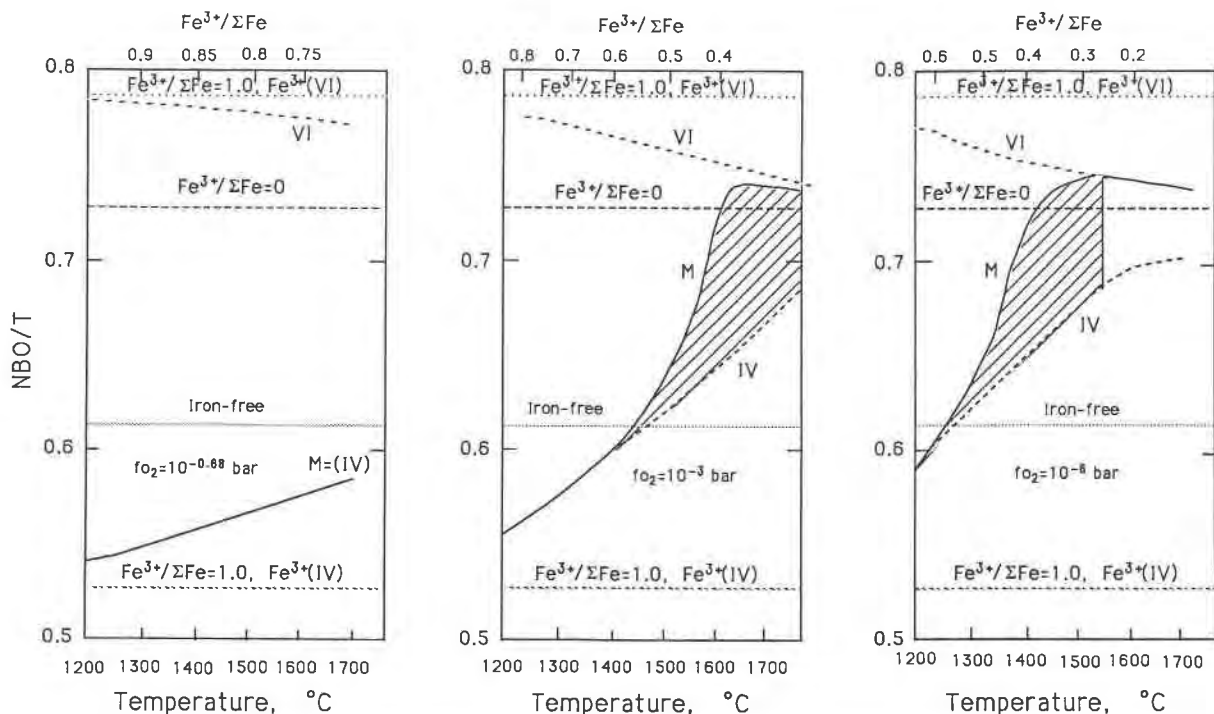 Fe³⁺/ΣFe
0.9 0.85 0.8 0.75
0.8
Fe³⁺/ΣFe=1.0, Fe³⁺(VI)
VI
Fe³⁺/ΣFe=0
0.7
NBO/T
Iron-free
0.6
fo₂=10⁻⁰·⁶⁸ bar
M=(IV)
Fe³⁺/ΣFe=1.0, Fe³⁺(IV)
0.5
1200 1300 1400 1500 1600 1700
Temperature, °C
Fe³⁺/ΣFe
0.8 0.7 0.6 0.5 0.4
0.8
Fe³⁺/ΣFe=1.0, Fe³⁺(VI)
VI
Fe³⁺/ΣFe=0
0.7
M
IV
Iron-free
0.6
fo₂=10⁻³ bar
Fe³⁺/ΣFe=1.0, Fe³⁺(IV)
0.5
1200 1300 1400 1500 1600 1700
Temperature, °C
Fe³⁺/ΣFe
0.6 0.5 0.4 0.3 0.2
0.8
Fe³⁺/ΣFe=1.0, Fe³⁺(VI)
VI
Fe³⁺/ΣFe=0
0.7
M
IV
Iron-free
0.6
fo₂=10⁻⁶ bar
Fe³⁺/ΣFe=1.0, Fe³⁺(IV)
0.5
1200 1300 1400 1500 1600 1700
Temperature, °C